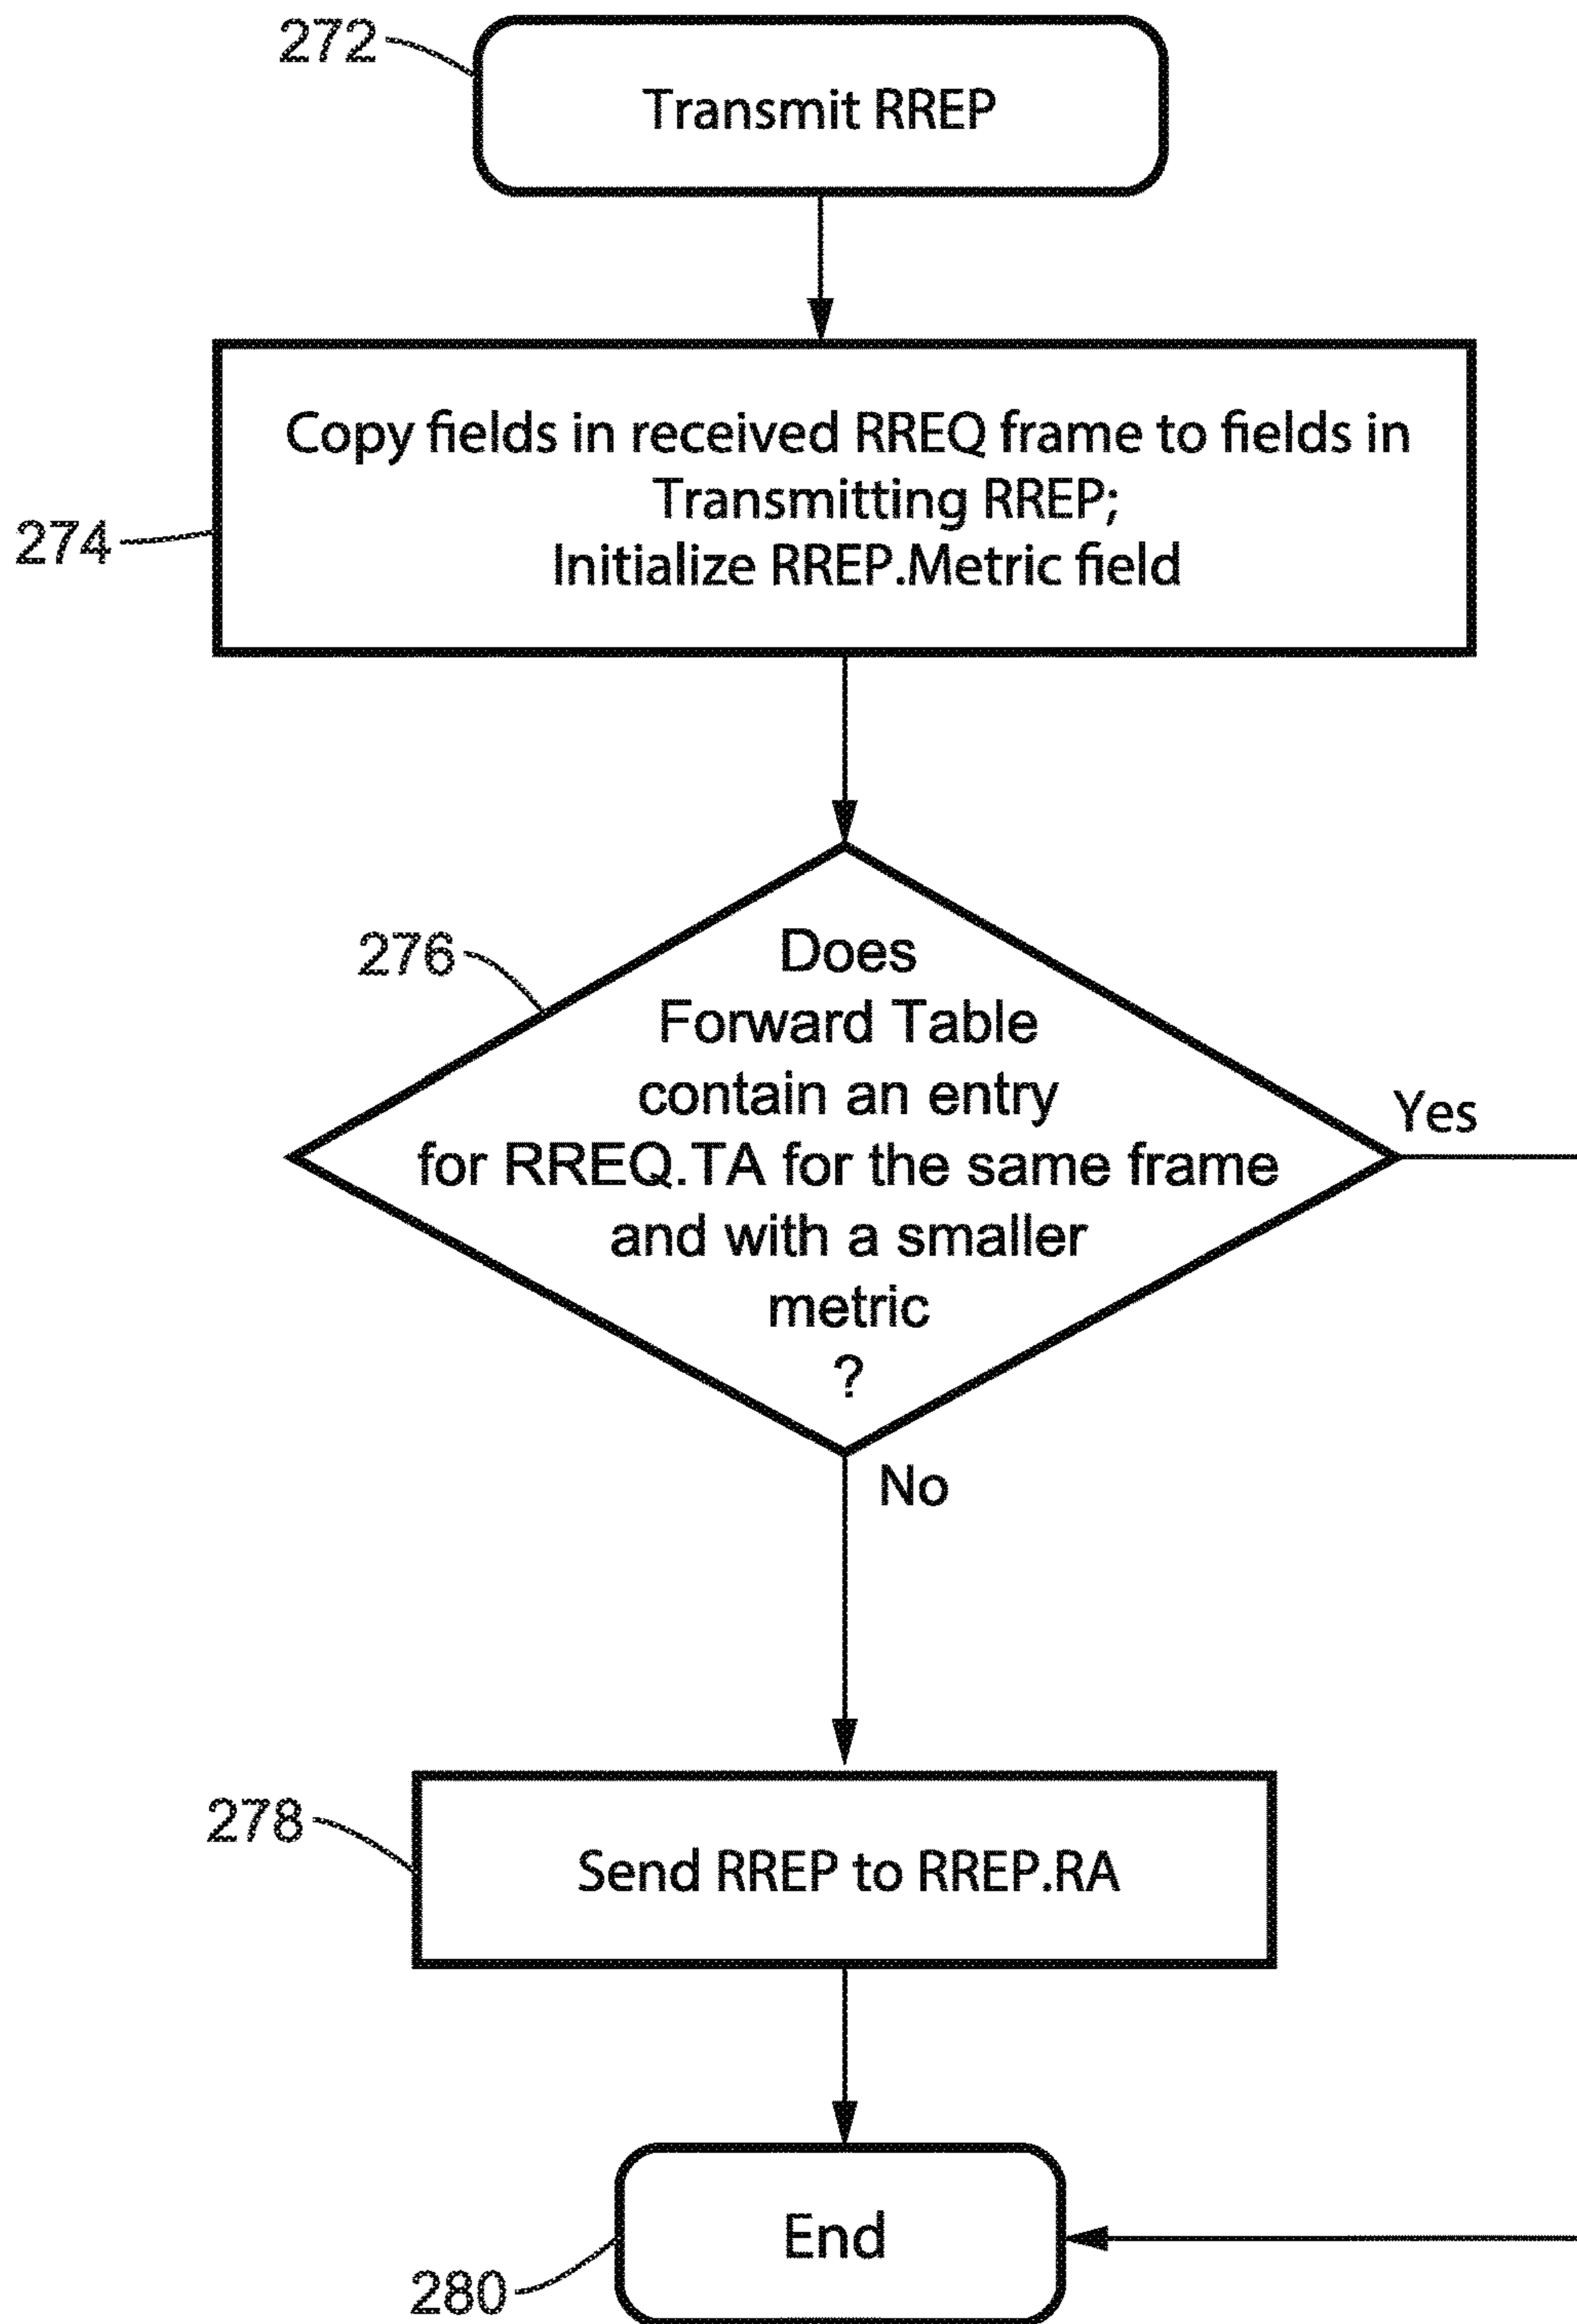 272
Transmit RREP
Copy fields in received RREQ frame to fields in
Transmitting RREP;
Initialize RREP.Metric field
274
276
Does
Forward Table
contain an entry
for RREQ.TA for the same frame
and with a smaller
metric
?
Yes
No
278
Send RREP to RREP.RA
End
280